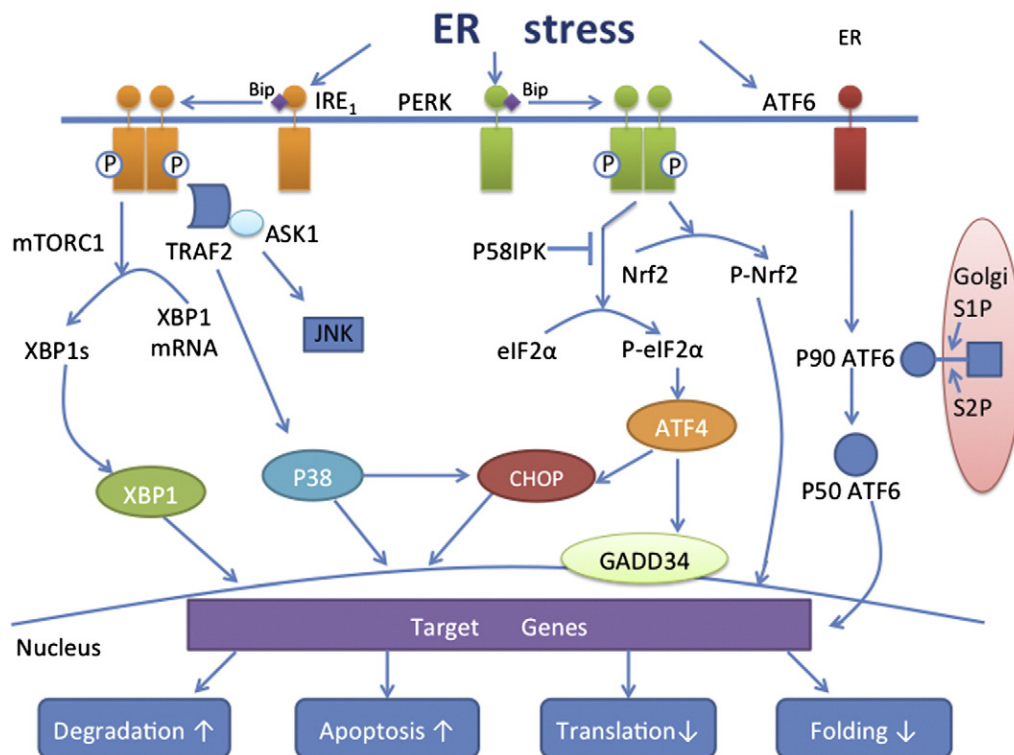 ER stress
ER
Bip
IRE1
PERK
Bip
ATF6
P
P
P
P
mTORC1
TRAF2
ASK1
P58IPK
Nrf2
P-Nrf2
Golgi
S1P
XBP1s
XBP1
mRNA
JNK
eIF2α
P-eIF2α
P90 ATF6
S2P
ATF4
XBP1
P38
CHOP
P50 ATF6
GADD34
Nucleus
Target Genes
Degradation ↑
Apoptosis ↑
Translation↓
Folding ↓